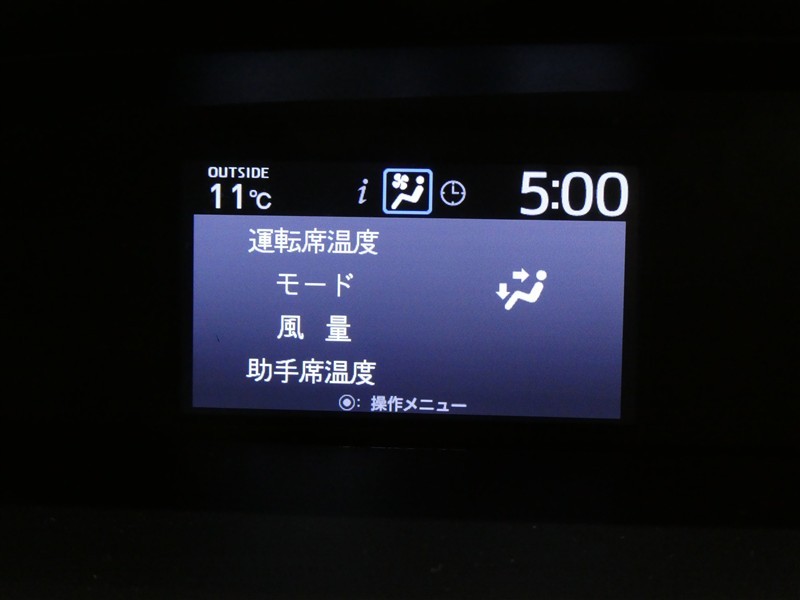 OUTSIDE
11℃
i
5:00
運転席温度
モード
風 量
助手席温度
◉: 操作メニュー